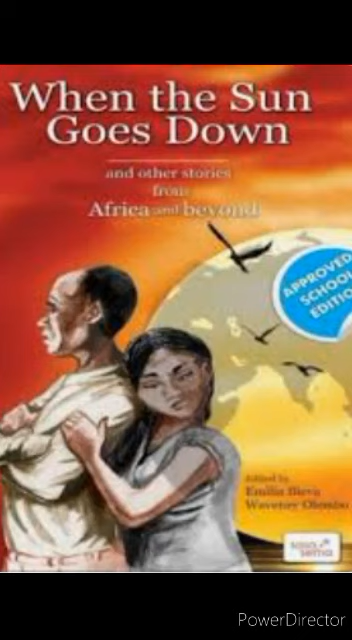 When the Sun
Goes Down
and other stories
from
Africa and beyond
APPROVED
SCHOOL
EDITIO
Edited by
Emilia Ilieva
Waveney Olembo
PowerDirector